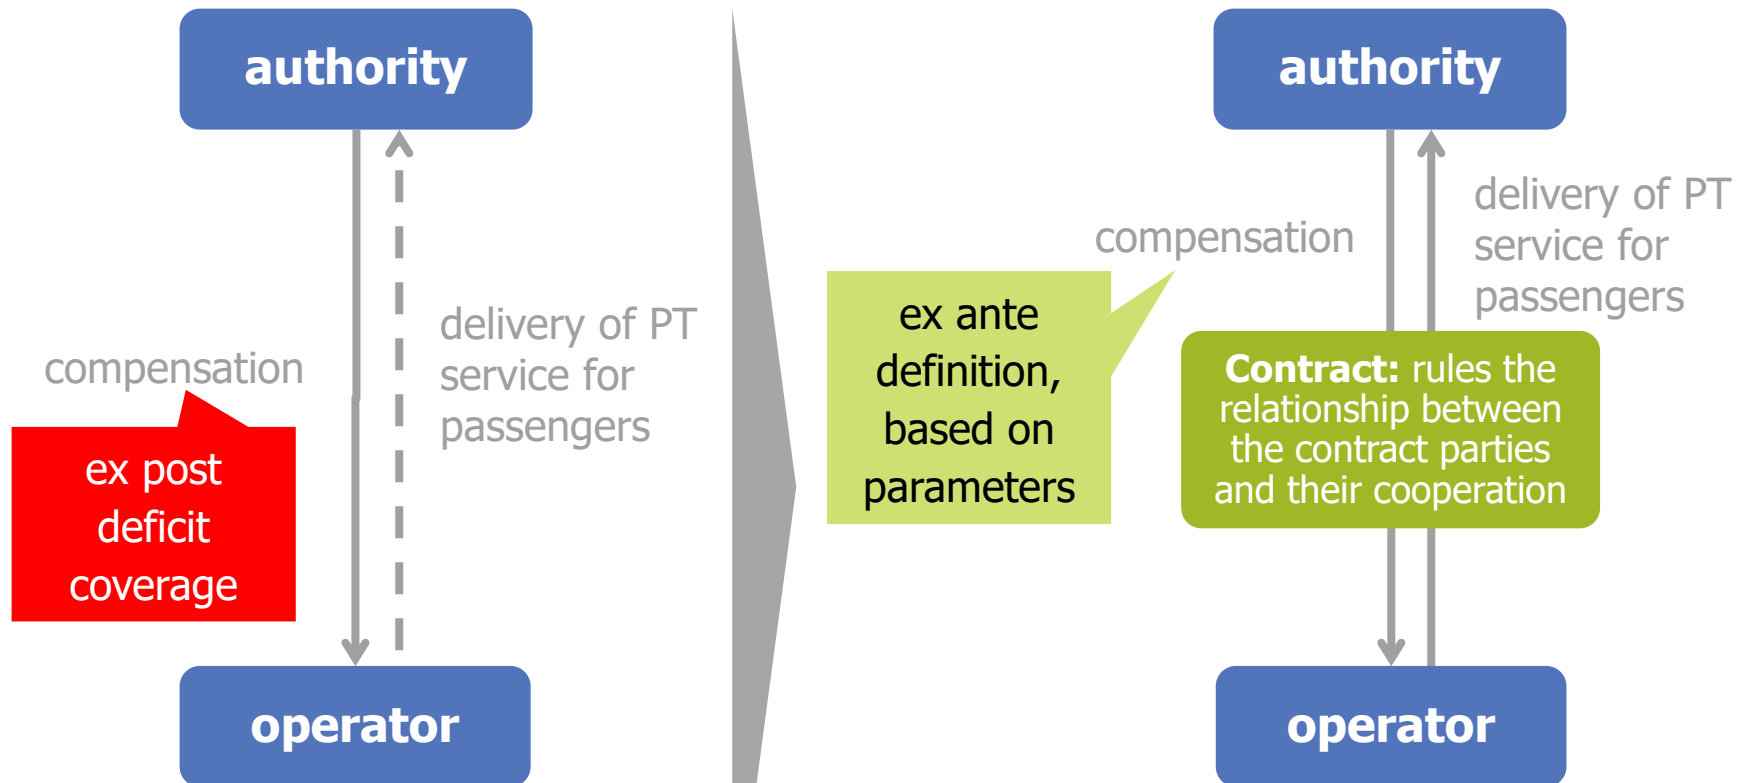 authority
delivery of PT
service for
passengers
compensation
ex post
deficit
coverage
operator
authority
delivery of PT
service for
passengers
compensation
ex ante
definition,
based on
parameters
Contract: rules the
relationship between
the contract parties
and their cooperation
operator